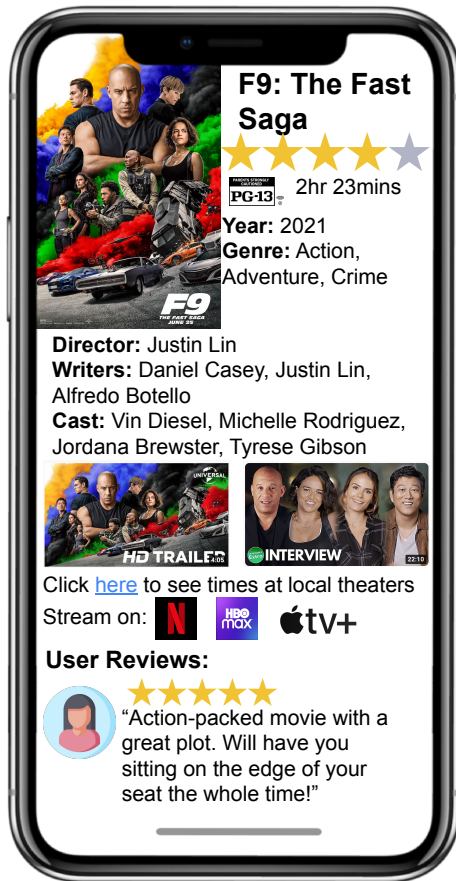 F9: The Fast
Saga
PARENTS STRONGLY
CAUTIONED
PG-13
2hr 23mins
Year: 2021
Genre: Action,
Adventure, Crime
F9
THE FAST SAGA
JUNE 25
Director: Justin Lin
Writers: Daniel Casey, Justin Lin,
Alfredo Botello
Cast: Vin Diesel, Michelle Rodriguez,
Jordana Brewster, Tyrese Gibson
UNIVERSAL
HD TRAILER
4:05
INTERVIEW
22:10
Click here to see times at local theaters
Stream on: N HBO max tv+
User Reviews:
“Action-packed movie with a
great plot. Will have you
sitting on the edge of your
seat the whole time!”